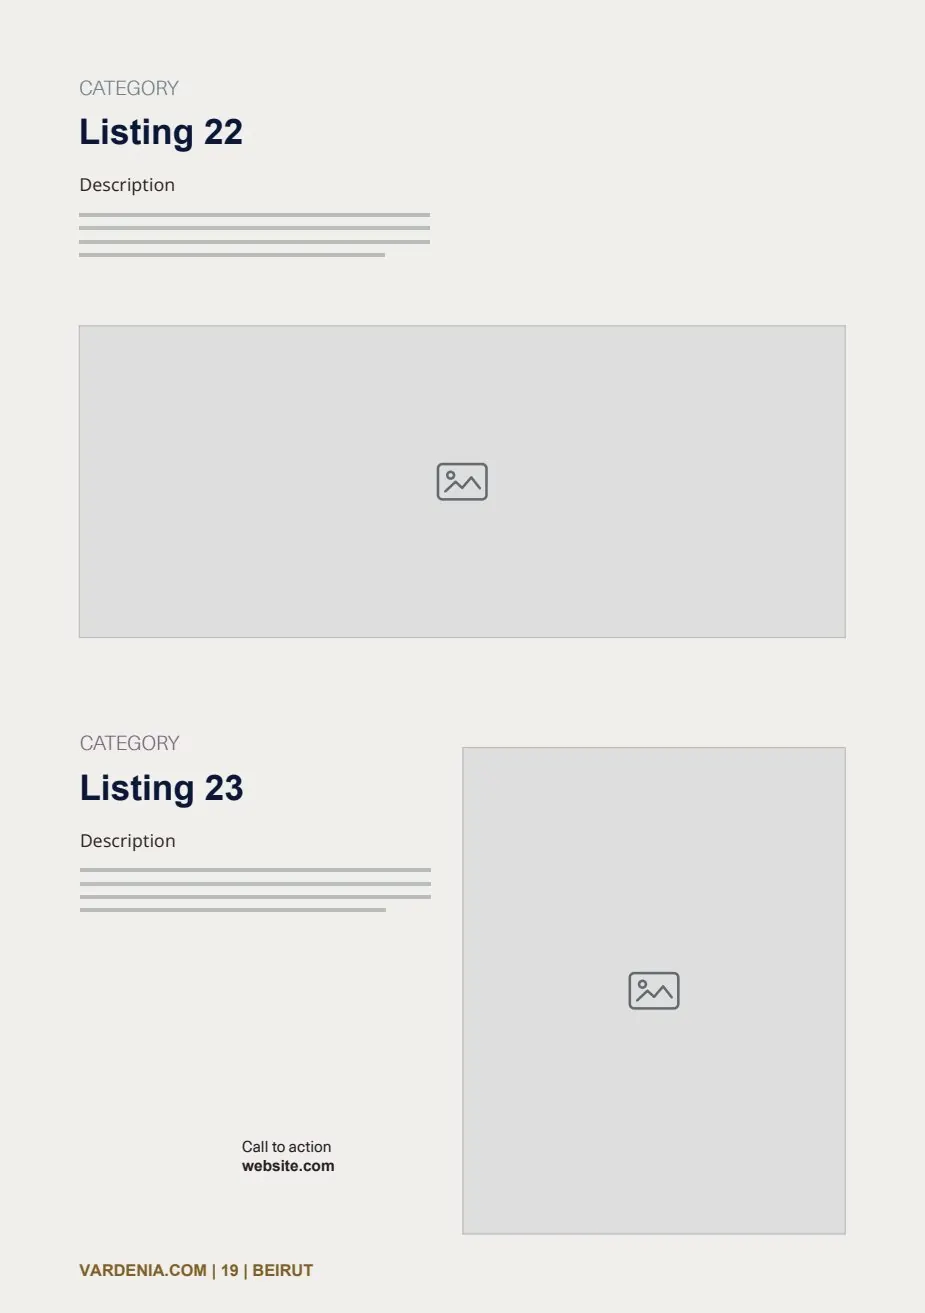 CATEGORY
Listing 22
Description
CATEGORY
Listing 23
Description
Call to action
website.com
VARDENIA.COM | 19 | BEIRUT